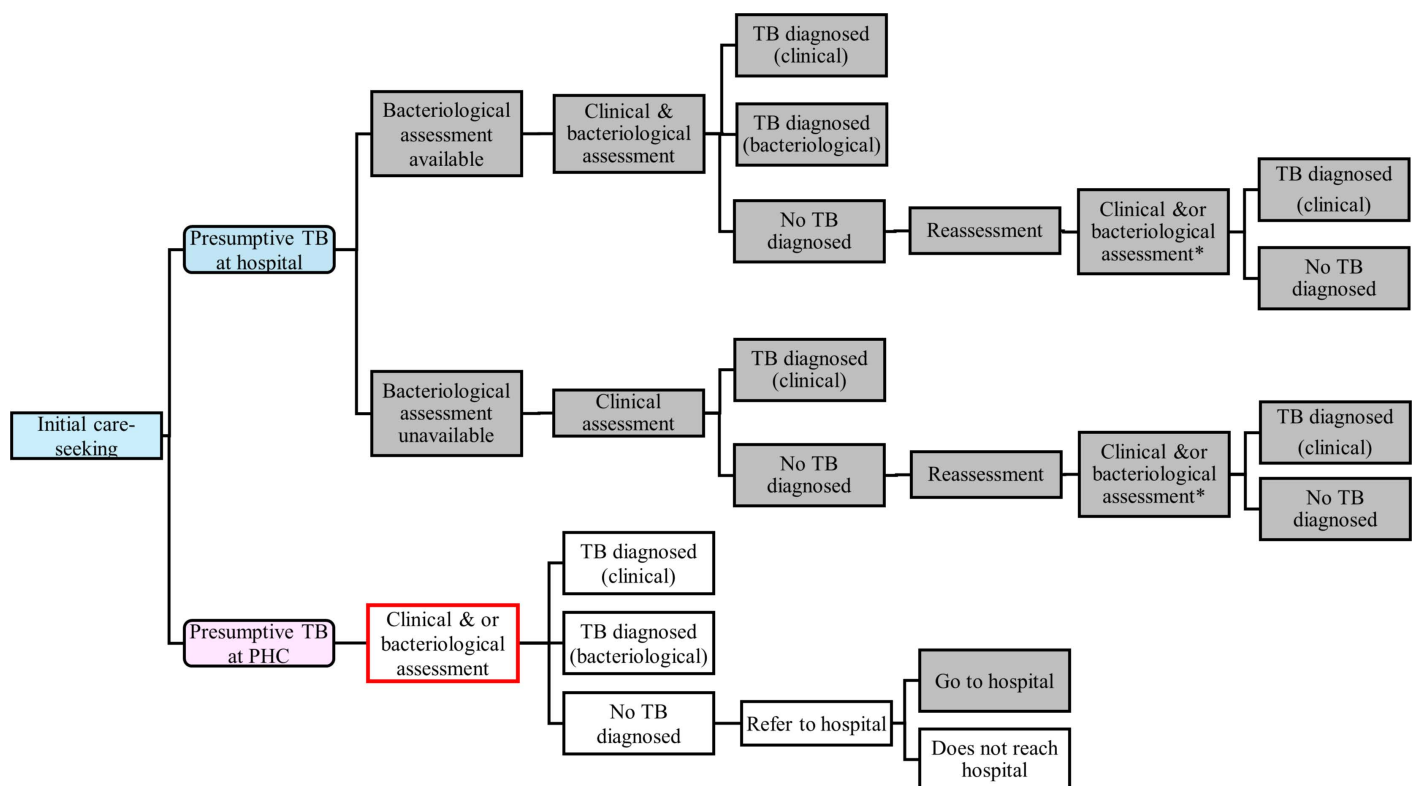 Initial care-
seeking
Presumptive TB
at hospital
Bacteriological
assessment
available
Clinical &
bacteriological
assessment
TB diagnosed
(clinical)
TB diagnosed
(bacteriological)
No TB
diagnosed
Reassessment
Clinical &or
bacteriological
assessment*
TB diagnosed
(clinical)
No TB
diagnosed
Bacteriological
assessment
unavailable
Clinical
assessment
TB diagnosed
(clinical)
No TB
diagnosed
Reassessment
Clinical &or
bacteriological
assessment*
TB diagnosed
(clinical)
No TB
diagnosed
Presumptive TB
at PHC
Clinical & or
bacteriological
assessment
TB diagnosed
(clinical)
TB diagnosed
(bacteriological)
No TB
diagnosed
Refer to hospital
Go to hospital
Does not reach
hospital